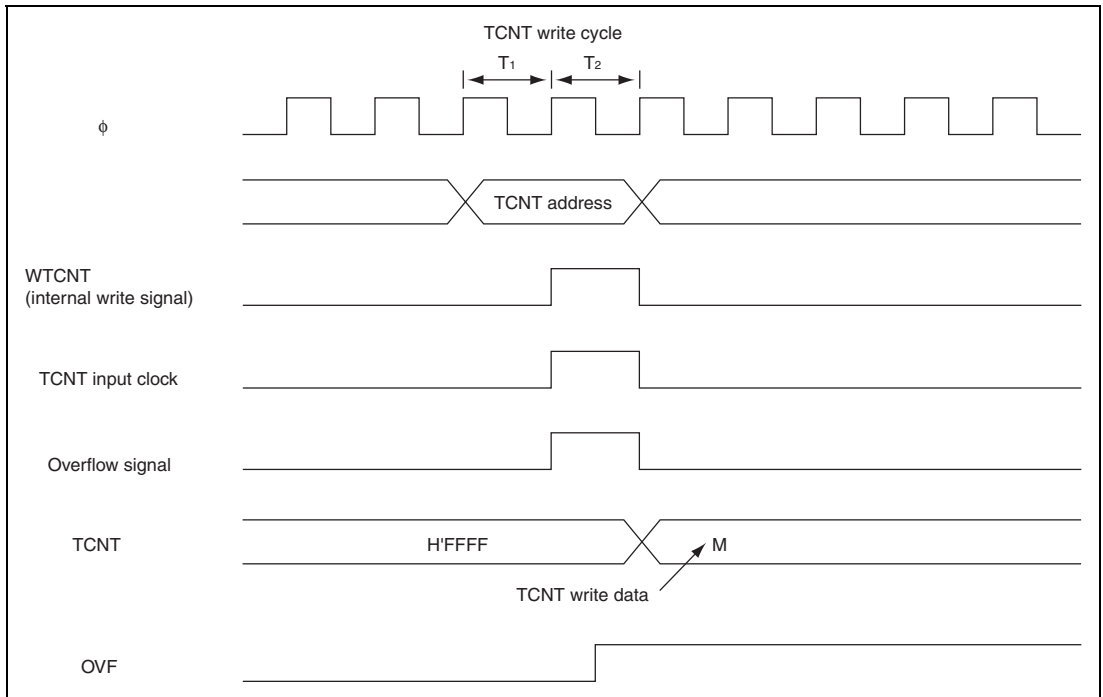 TCNT write cycle
T1 T2
ϕ
TCNT address
WTCNT
(internal write signal)
TCNT input clock
Overflow signal
TCNT H'FFFF M
TCNT write data
OVF